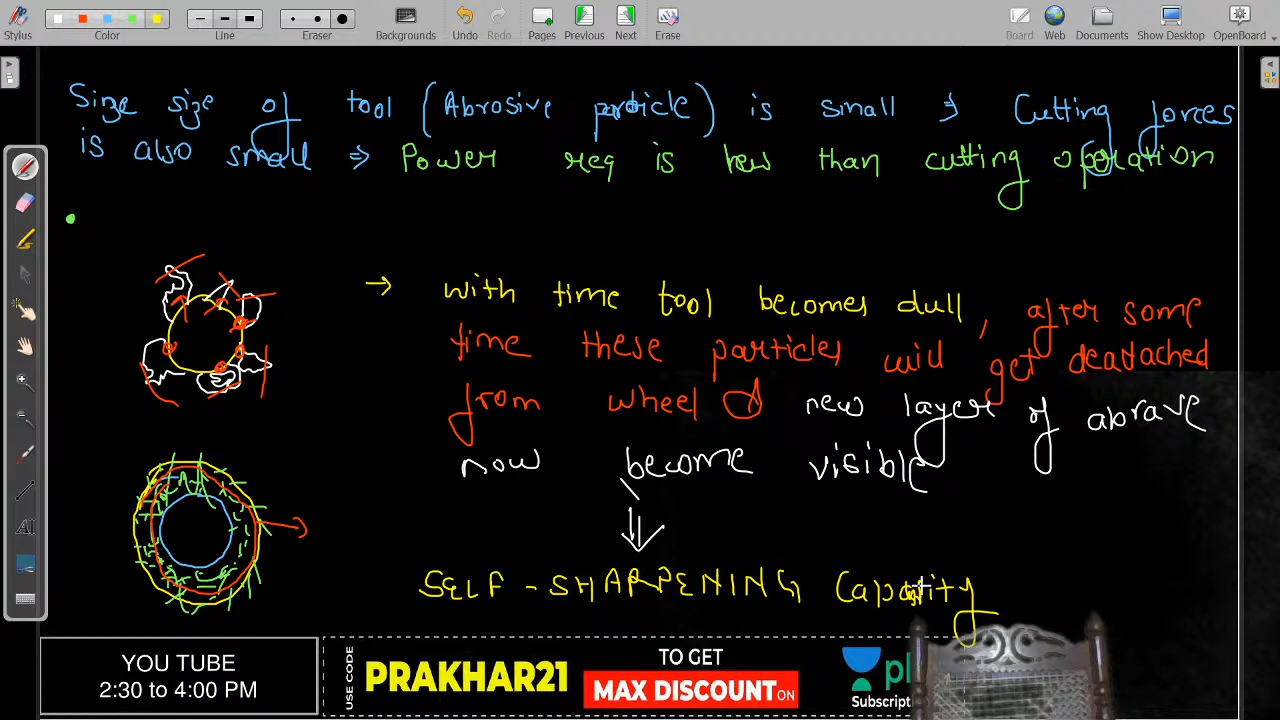 Stylus
Color
Line
Eraser
Backgrounds
Undo
Redo
Pages
Previous
Next
Erase
Board
Web
Documents
Show Desktop
OpenBoard
Sinze size of tool (Abrosive particle) is small ⇒ Cutting forces
is also small ⇒ Power req is less than cutting operation
→ with time tool becomes dull, after some
time these particles will get deatached
from wheel & new layer of abrave
now become visible
SELF - SHARPENING Capacity
YOU TUBE
2:30 to 4:00 PM
USE CODE
PRAKHAR21
TO GET
MAX DISCOUNT ON
pl
Subscript